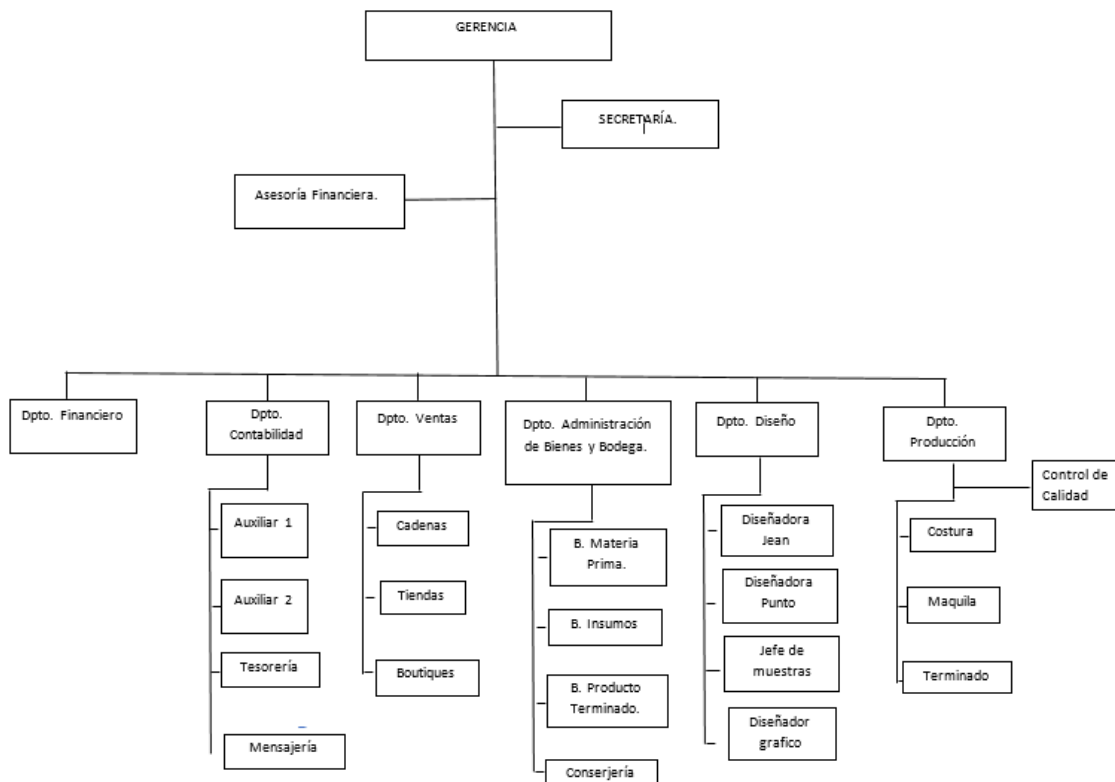 GERENCIA
SECRETARÍA.
Asesoría Financiera.
Dpto. Financiero
Dpto.
Contabilidad
Dpto. Ventas
Dpto. Administración
de Bienes y Bodega.
Dpto. Diseño
Dpto.
Producción
Control de
Calidad
Auxiliar 1
Auxiliar 2
Tesorería
Mensajería
Cadenas
Tiendas
Boutiques
B. Materia
Prima.
B. Insumos
B. Producto
Terminado.
Conserjería
Diseñadora
Jean
Diseñadora
Punto
Jefe de
muestras
Diseñador
grafico
Costura
Maquila
Terminado